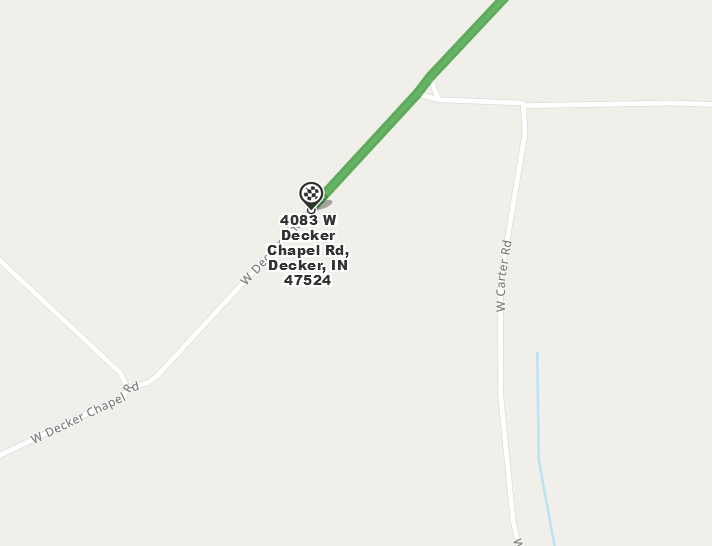 4083 W
Decker
Chapel Rd,
Decker, IN
47524
W Carter Rd
W Decker Chapel Rd
W